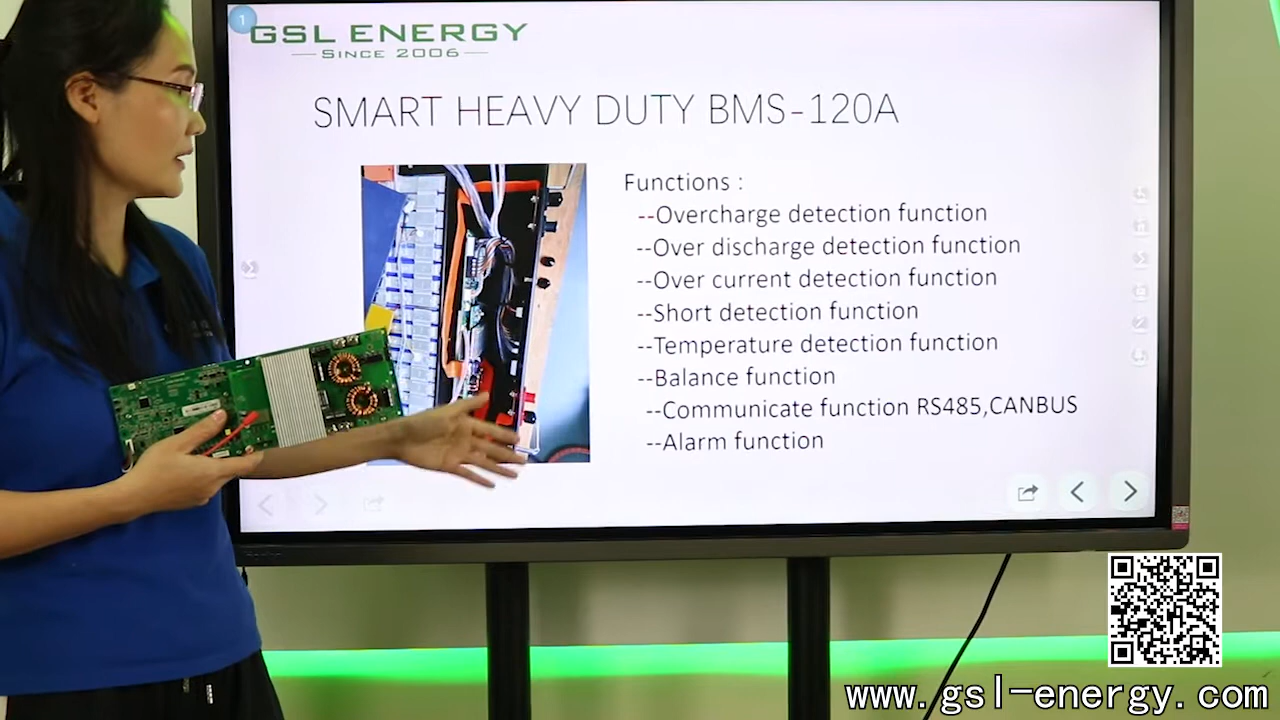 1
GSL ENERGY
Since 2006
SMART HEAVY DUTY BMS-120A
Functions :
--Overcharge detection function
--Over discharge detection function
--Over current detection function
--Short detection function
--Temperature detection function
--Balance function
--Communicate function RS485,CANBUS
--Alarm function
www.gsl-energy.com